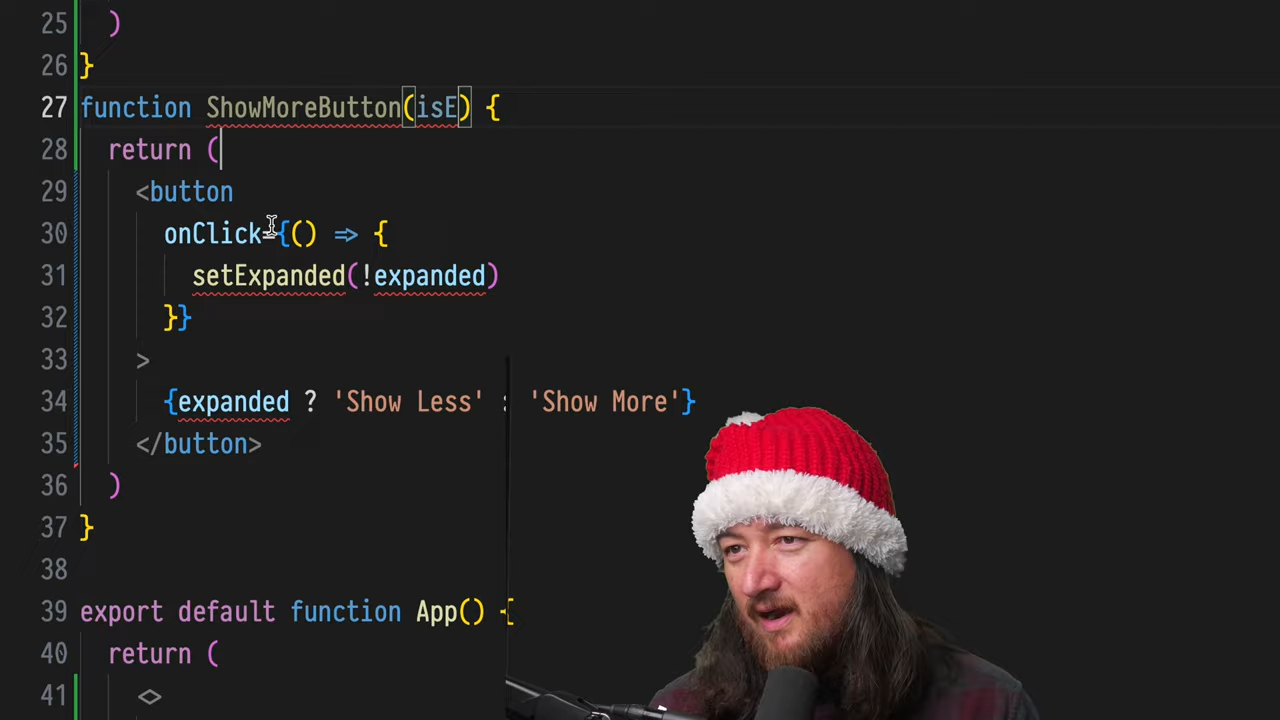 25 )
26 }
27 function ShowMoreButton(isE) {
28 return (
29 <button
30 onClick={() => {
31 setExpanded(!expanded)
32 }}
33 >
34 {expanded ? 'Show Less' : 'Show More'}
35 </button>
36 )
37 }
38
39 export default function App() {
40 return (
41 <>